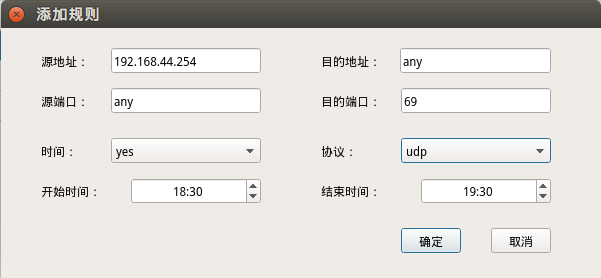 添加规则
源地址： 192.168.44.254 目的地址： any
源端口： any 目的端口： 69
时间： yes 协议： udp
开始时间： 18:30 结束时间： 19:30
确定 取消